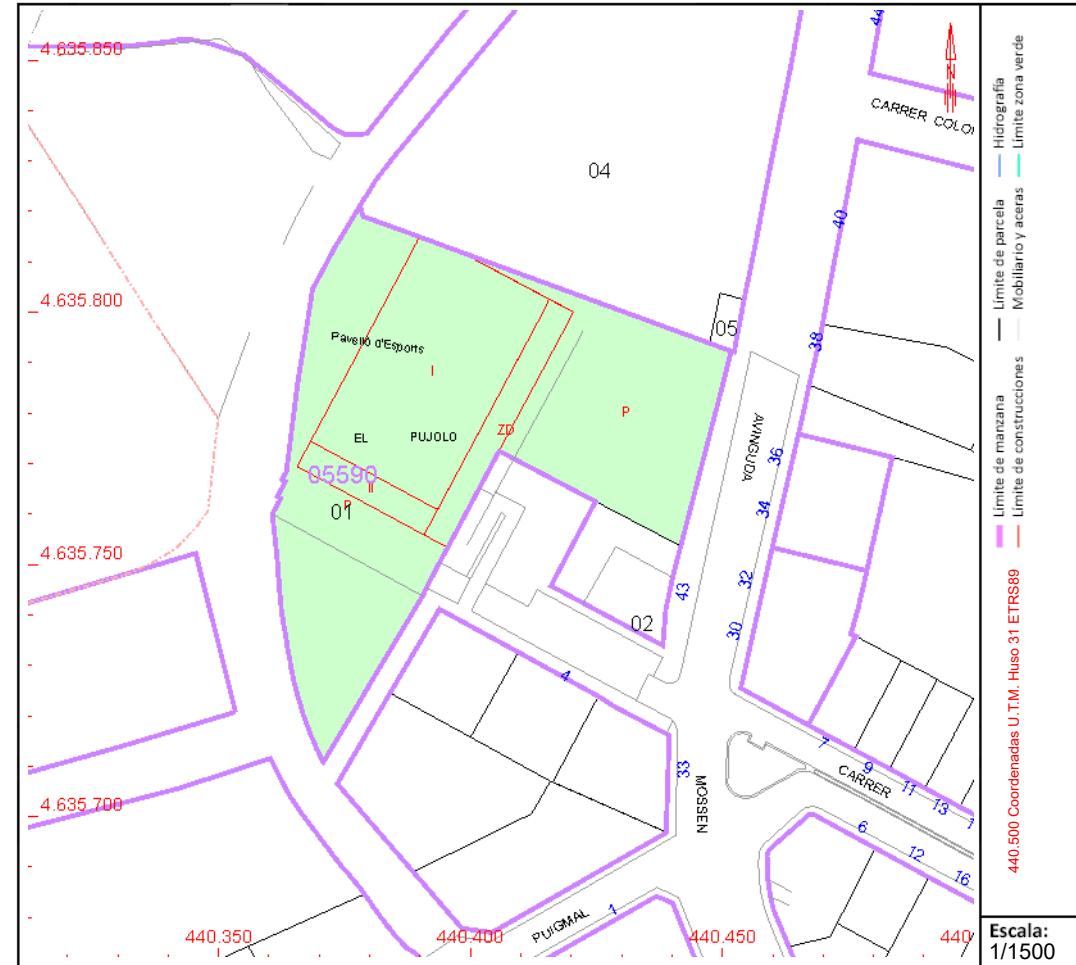 4.635.850
44
N
CARRER COLO
04
40
4.635.800
05
38
Pavelló d'Esports
I
P
EL
PUJOLO
ZD
AVINGUDA
36
05590
II
P
01
34
4.635.750
32
43
02
30
4
7
33
MOSSEN
CARRER
9
11
13
1
4.635.700
6
12
16
PUIGMAL
1
440.350
440.400
440.450
440
Hidrografía
Límite zona verde
Límite de parcela
Mobiliario y aceras
Límite de manzana
Límite de construcciones
440.500 Coordenadas U.T.M. Huso 31 ETRS89
Escala:
1/1500